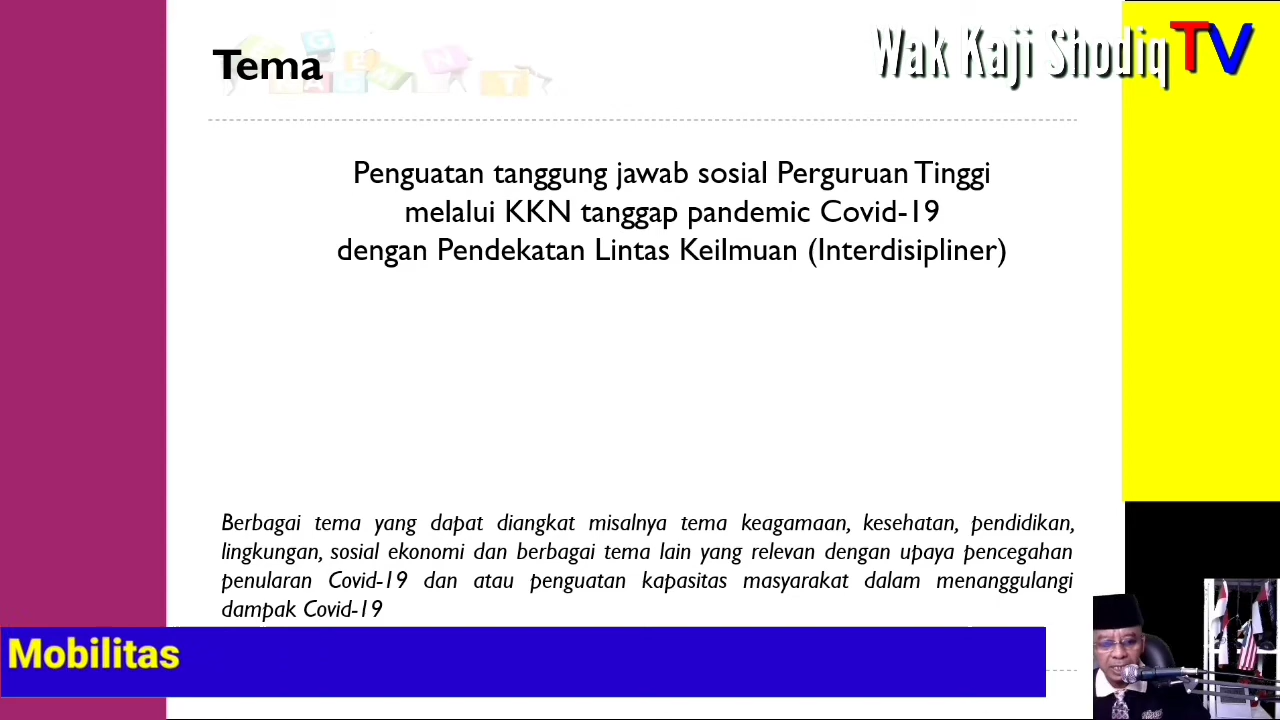 Tema
Wak Kaji Shodiq TV
Penguatan tanggung jawab sosial Perguruan Tinggi
melalui KKN tanggap pandemic Covid-19
dengan Pendekatan Lintas Keilmuan (Interdisipliner)
Berbagai tema yang dapat diangkat misalnya tema keagamaan, kesehatan, pendidikan,
lingkungan, sosial ekonomi dan berbagai tema lain yang relevan dengan upaya pencegahan
penularan Covid-19 dan atau penguatan kapasitas masyarakat dalam menanggulangi
dampak Covid-19
Mobilitas